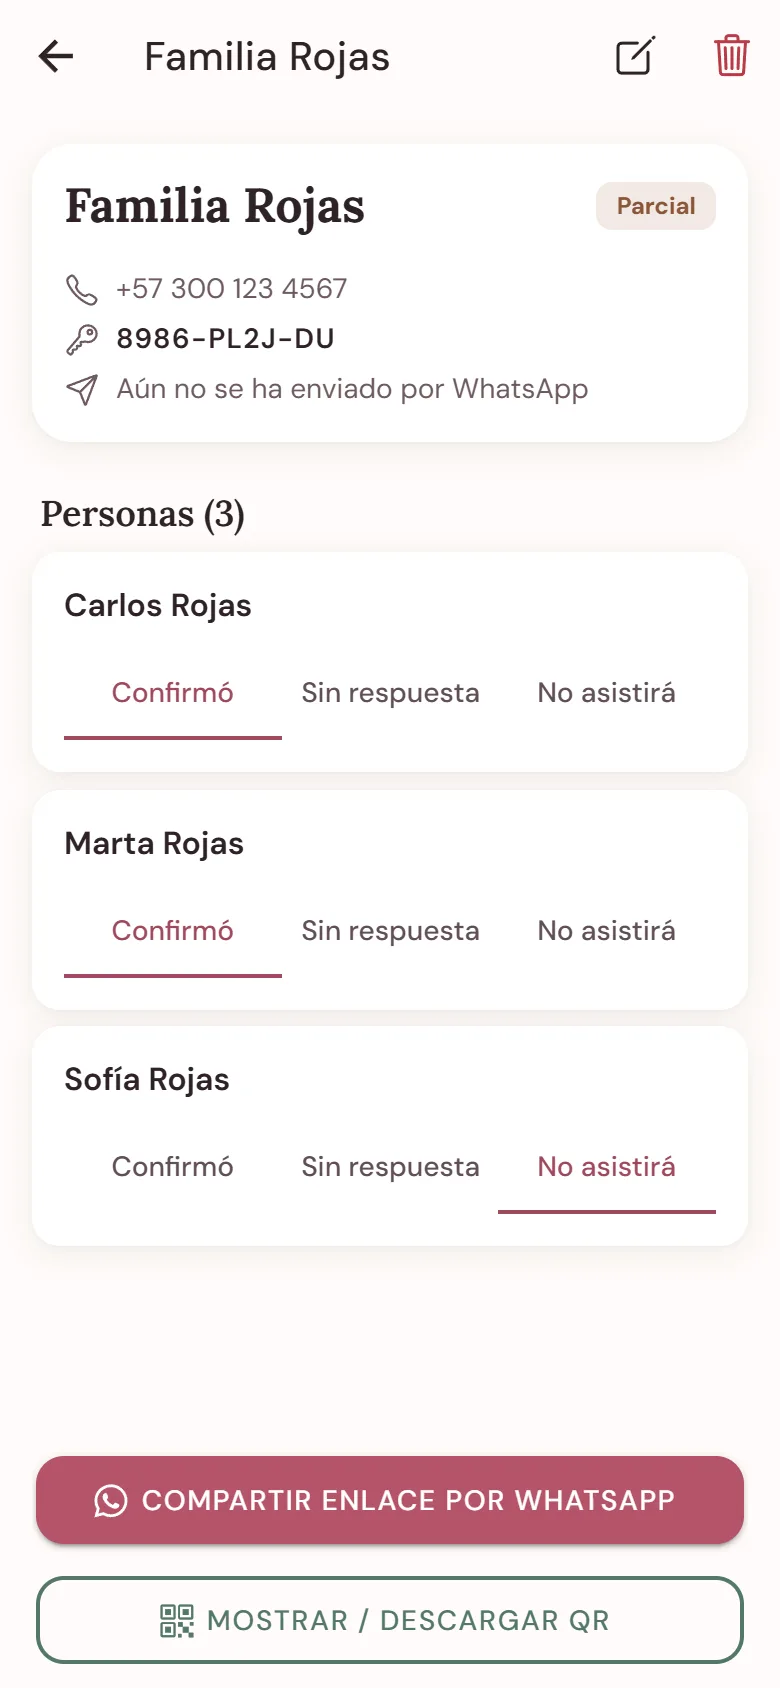 Familia Rojas
Familia Rojas
Parcial
+57 300 123 4567
8986-PL2J-DU
Aún no se ha enviado por WhatsApp
Personas (3)
Carlos Rojas
Confirmó Sin respuesta No asistirá
Marta Rojas
Confirmó Sin respuesta No asistirá
Sofía Rojas
Confirmó Sin respuesta No asistirá
COMPARTIR ENLACE POR WHATSAPP
MOSTRAR / DESCARGAR QR